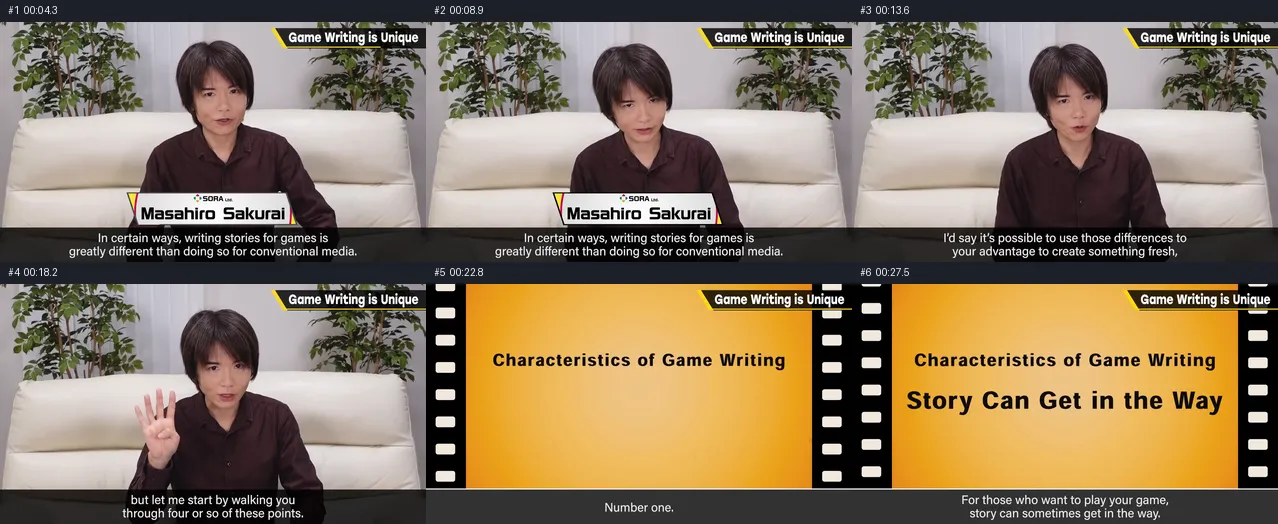 #1 00:04.3
Game Writing is Unique
SORA LTD.
Masahiro Sakurai
In certain ways, writing stories for games is
greatly different than doing so for conventional media.
#2 00:08.9
Game Writing is Unique
SORA LTD.
Masahiro Sakurai
In certain ways, writing stories for games is
greatly different than doing so for conventional media.
#3 00:13.6
Game Writing is Unique
I'd say it's possible to use those differences to
your advantage to create something fresh,
#4 00:18.2
Game Writing is Unique
but let me start by walking you
through four or so of these points.
#5 00:22.8
Game Writing is Unique
Characteristics of Game Writing
Number one.
#6 00:27.5
Game Writing is Unique
Characteristics of Game Writing
Story Can Get in the Way
For those who want to play your game,
story can sometimes get in the way.